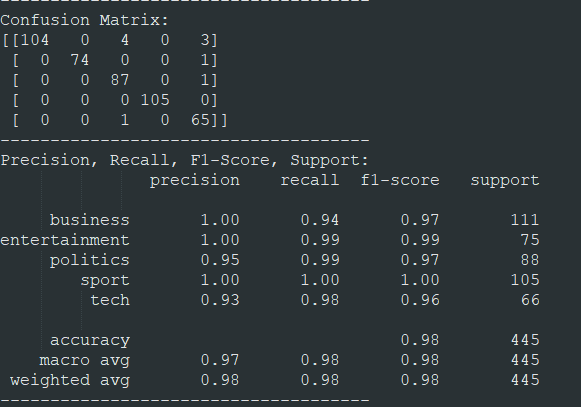 -------------------------------------
Confusion Matrix:
[[104   0   4   0   3]
 [  0  74   0   0   1]
 [  0   0  87   0   1]
 [  0   0   0 105   0]
 [  0   0   1   0  65]]
-------------------------------------
Precision, Recall, F1-Score, Support:
               precision    recall  f1-score   support
     business       1.00      0.94      0.97       111
entertainment       1.00      0.99      0.99        75
     politics       0.95      0.99      0.97        88
        sport       1.00      1.00      1.00       105
         tech       0.93      0.98      0.96        66
     accuracy                           0.98       445
    macro avg       0.97      0.98      0.98       445
 weighted avg       0.98      0.98      0.98       445
-------------------------------------